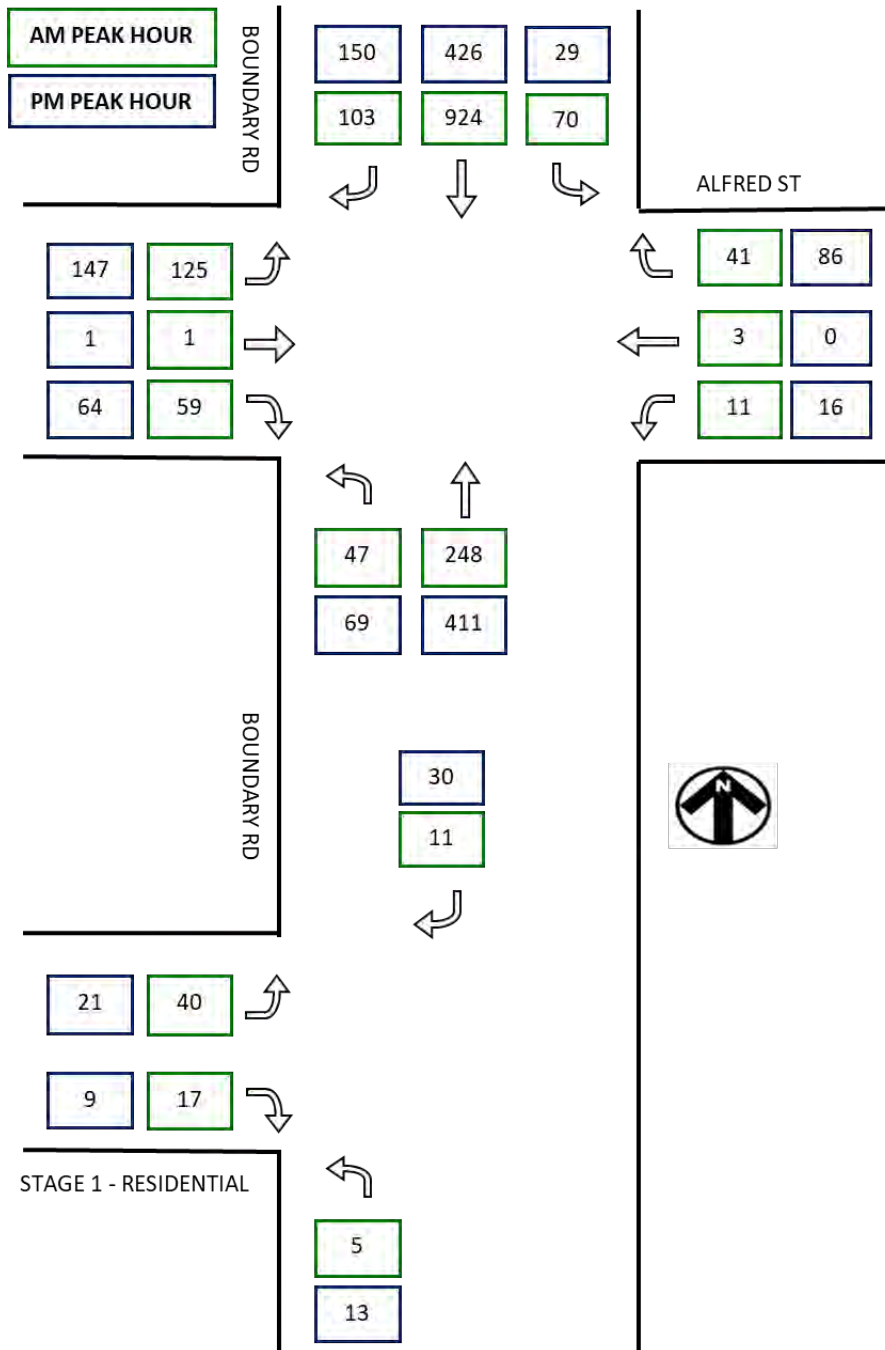 AM PEAK HOUR
PM PEAK HOUR
BOUNDARY RD
150 426 29
103 924 70
ALFRED ST
147 125
1 1
64 59
41 86
3 0
11 16
47 248
69 411
BOUNDARY RD
30
11
N
21 40
9 17
STAGE 1 - RESIDENTIAL
5
13